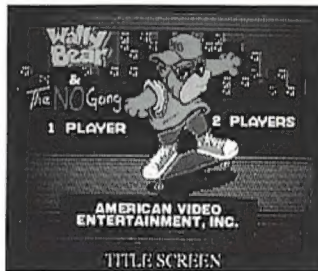 Wally
Bear
&
The NO Gang
1 PLAYER
2 PLAYERS
AMERICAN VIDEO
ENTERTAINMENT, INC.
TITLE SCREEN